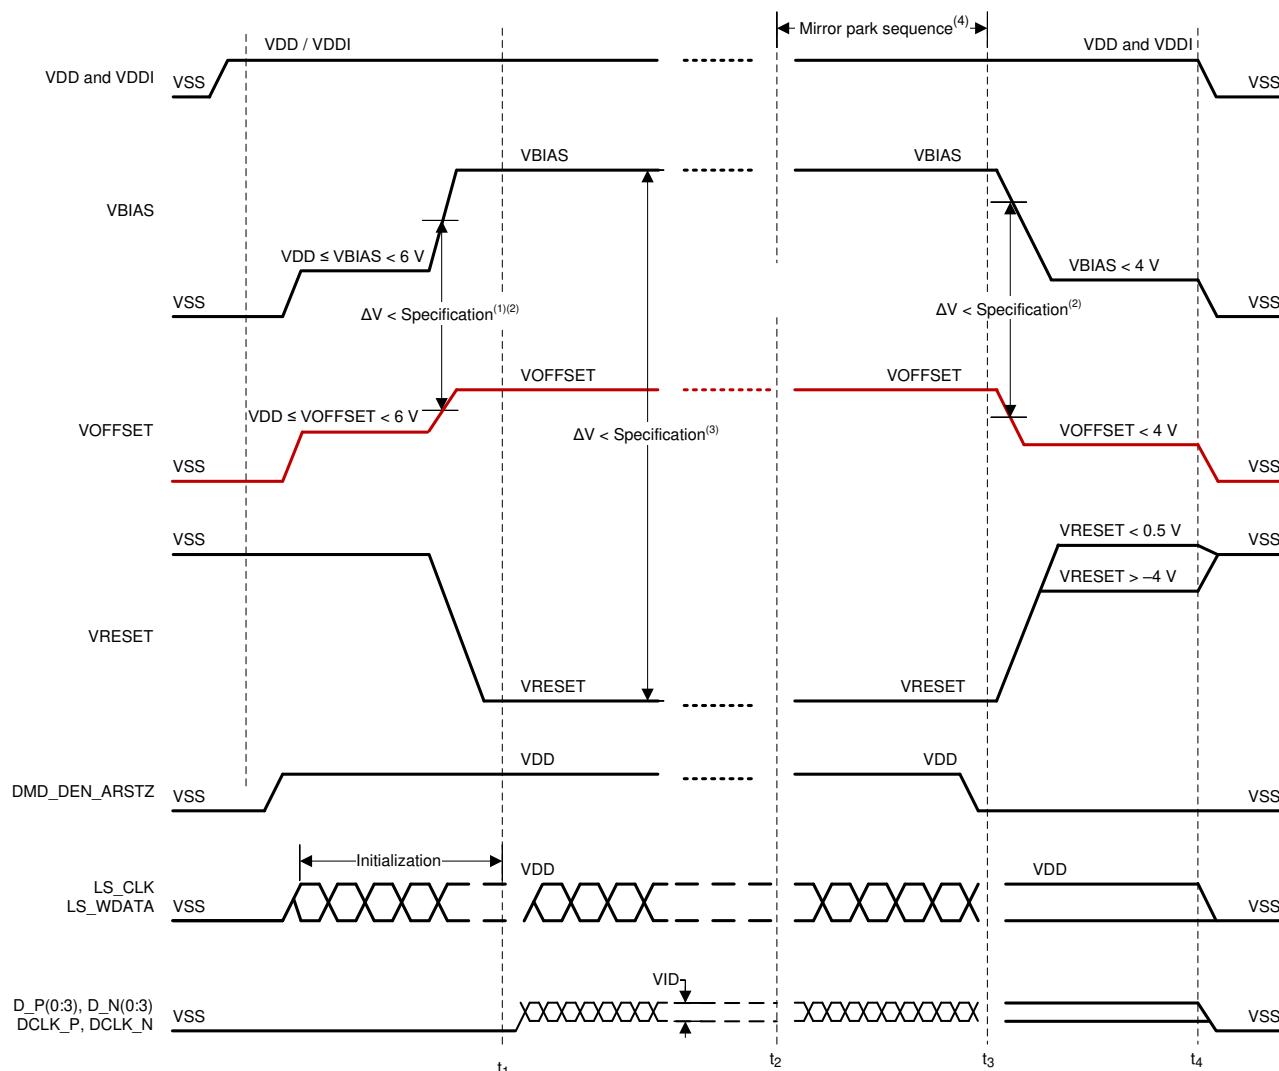 Mirror park sequence(4)
VDD / VDDI
VDD and VDDI
VDD and VDDI
VSS
VSS
VBIAS
VBIAS
VBIAS
VDD ≤ VBIAS < 6 V
VBIAS < 4 V
VSS
VSS
ΔV < Specification(1)(2)
ΔV < Specification(2)
VOFFSET
VOFFSET
VDD ≤ VOFFSET < 6 V
VOFFSET
VOFFSET < 4 V
ΔV < Specification(3)
VSS
VSS
VSS
VRESET < 0.5 V
VSS
VRESET > –4 V
VRESET
VRESET
VRESET
VDD
VDD
DMD_DEN_ARSTZ
VSS
VSS
Initialization
VDD
VDD
LS_CLK
LS_WDATA
VSS
VSS
VID
D_P(0:3), D_N(0:3)
DCLK_P, DCLK_N
VSS
VSS
t1
t2
t3
t4